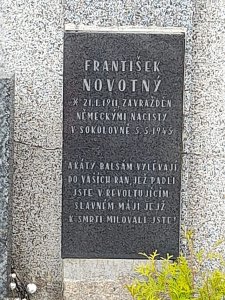 FRANTIŠEK
NOVOTNÝ
* 21.1.1911 ZAVRAŽDĚN
NĚMECKÝMI NACISTY
V SOKOLOVNĚ 5.5.1945
AKÁTY BALSÁM VYLÉVAJÍ
DO VAŠICH RAN, JEŽ PADLI
JSTE V REVOLTUJÍCÍM
SLAVNÉM MÁJI, JEJŽ
K SMRTI MILOVALI JSTE!